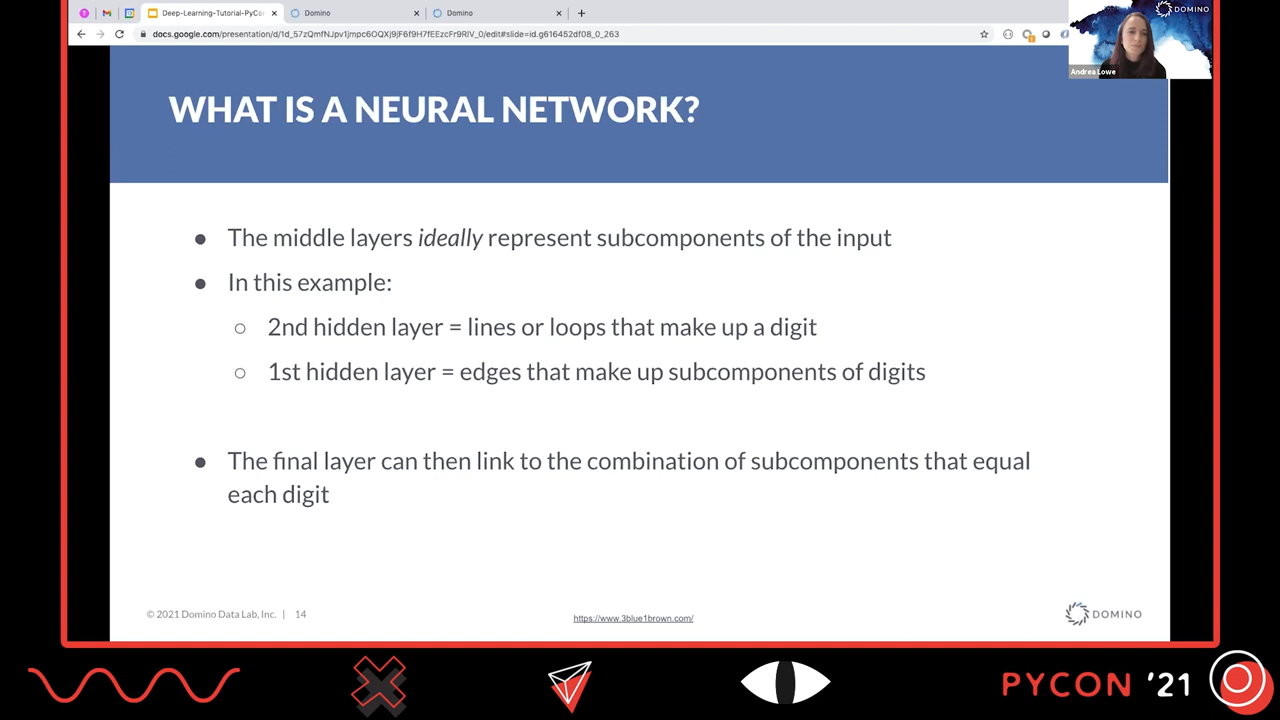 Deep-Learning-Tutorial-PyCo
Domino
Domino
docs.google.com/presentation/d/1d_57zQmfNJpv1jmpc6OQXj9jF6f9H7fEEzcFr9RlV_0/edit#slide=id.g616452df08_0_263
DOMINO
Andrea Lowe
WHAT IS A NEURAL NETWORK?
● The middle layers ideally represent subcomponents of the input
● In this example:
○ 2nd hidden layer = lines or loops that make up a digit
○ 1st hidden layer = edges that make up subcomponents of digits
● The final layer can then link to the combination of subcomponents that equal
each digit
© 2021 Domino Data Lab, Inc. | 14
https://www.3blue1brown.com/
DOMINO
PYCON '21